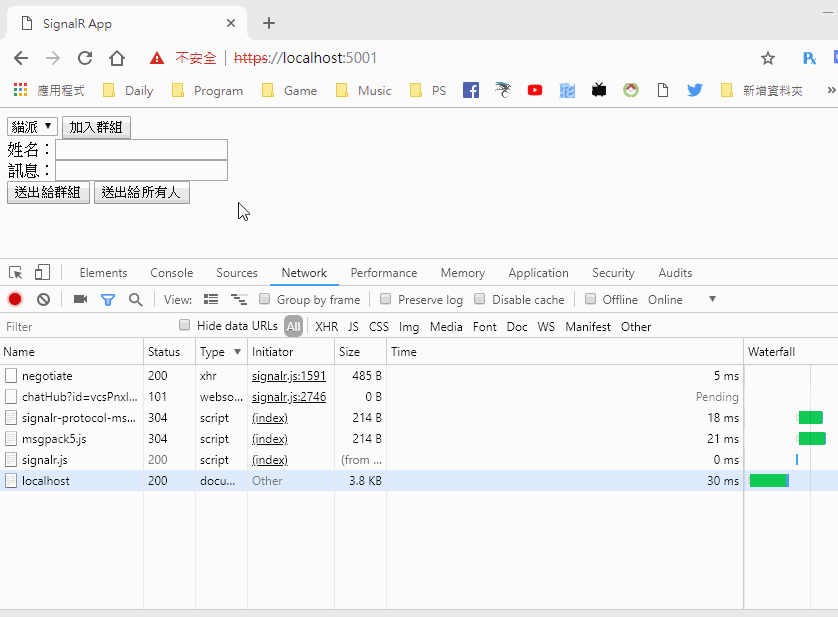 SignalR App
不安全 https://localhost:5001
應用程式 Daily Program Game Music PS 新增資料夾 »
貓派 加入群組
姓名：
訊息：
送出給群組 送出給所有人
Elements Console Sources Network Performance Memory Application Security Audits
View: Group by frame Preserve log Disable cache Offline Online
Filter Hide data URLs All XHR JS CSS Img Media Font Doc WS Manifest Other
Name Status Type Initiator Size Time Waterfall
negotiate 200 xhr signalr.js:1591 485 B 5 ms
chatHub?id=vcsPnxl... 101 webso... signalr.js:2746 0 B Pending
signalr-protocol-ms... 304 script (index) 214 B 18 ms
msgpack5.js 304 script (index) 214 B 21 ms
signalr.js 200 script (index) (from ... 0 ms
localhost 200 docu... Other 3.8 KB 30 ms